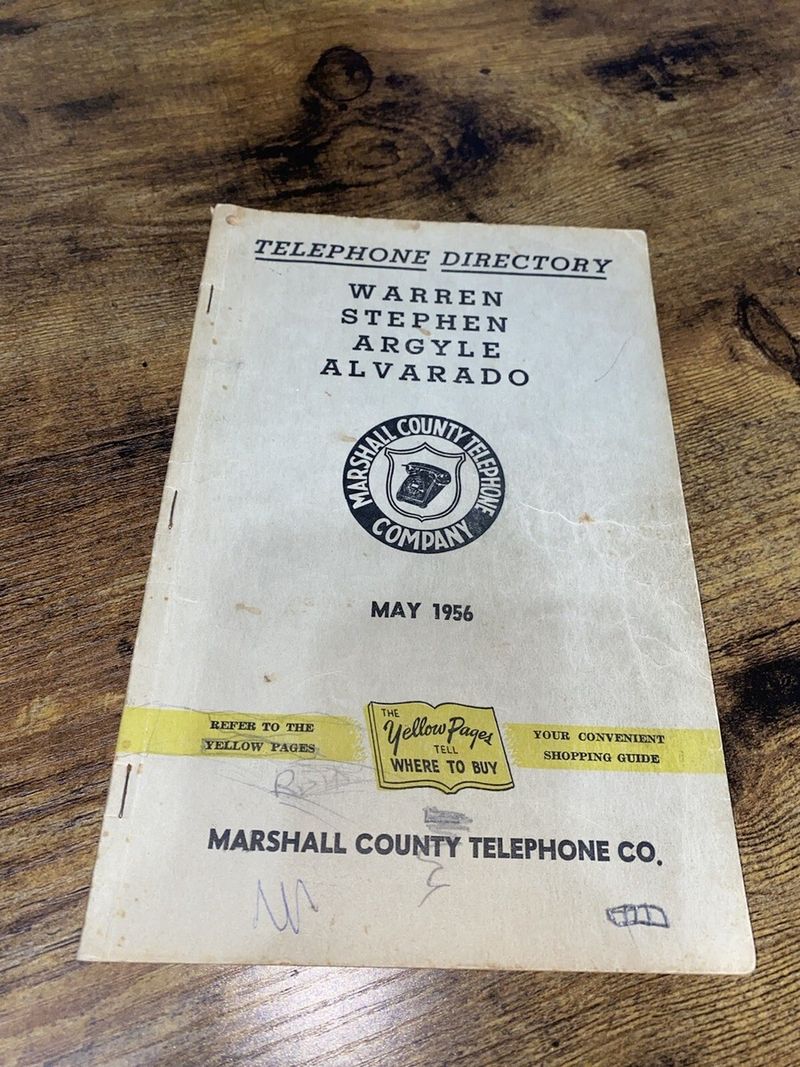 TELEPHONE DIRECTORY
WARREN
STEPHEN
ARGYLE
ALVARADO
MARSHALL COUNTY TELEPHONE
COMPANY
MAY 1956
REFER TO THE
YELLOW PAGES
THE
Yellow Pages
TELL
WHERE TO BUY
YOUR CONVENIENT
SHOPPING GUIDE
MARSHALL COUNTY TELEPHONE CO.